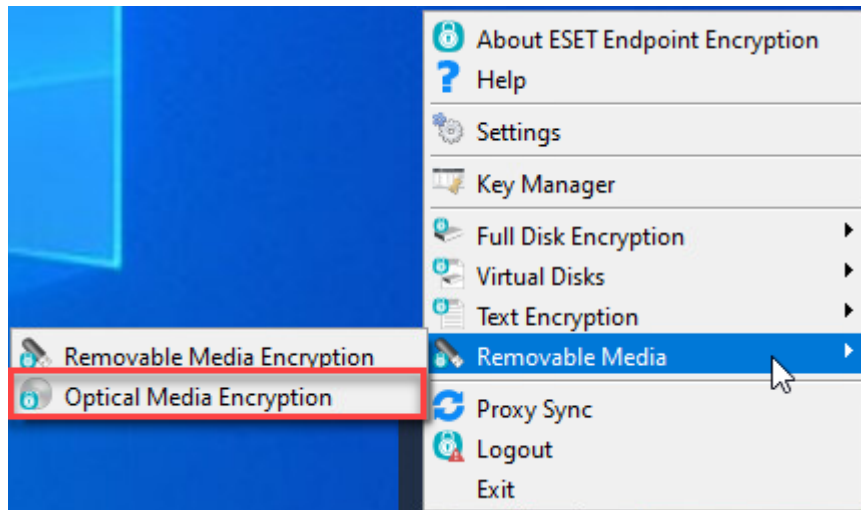 About ESET Endpoint Encryption
Help
Settings
Key Manager
Full Disk Encryption
Virtual Disks
Text Encryption
Removable Media
Removable Media Encryption
Optical Media Encryption
Proxy Sync
Logout
Exit